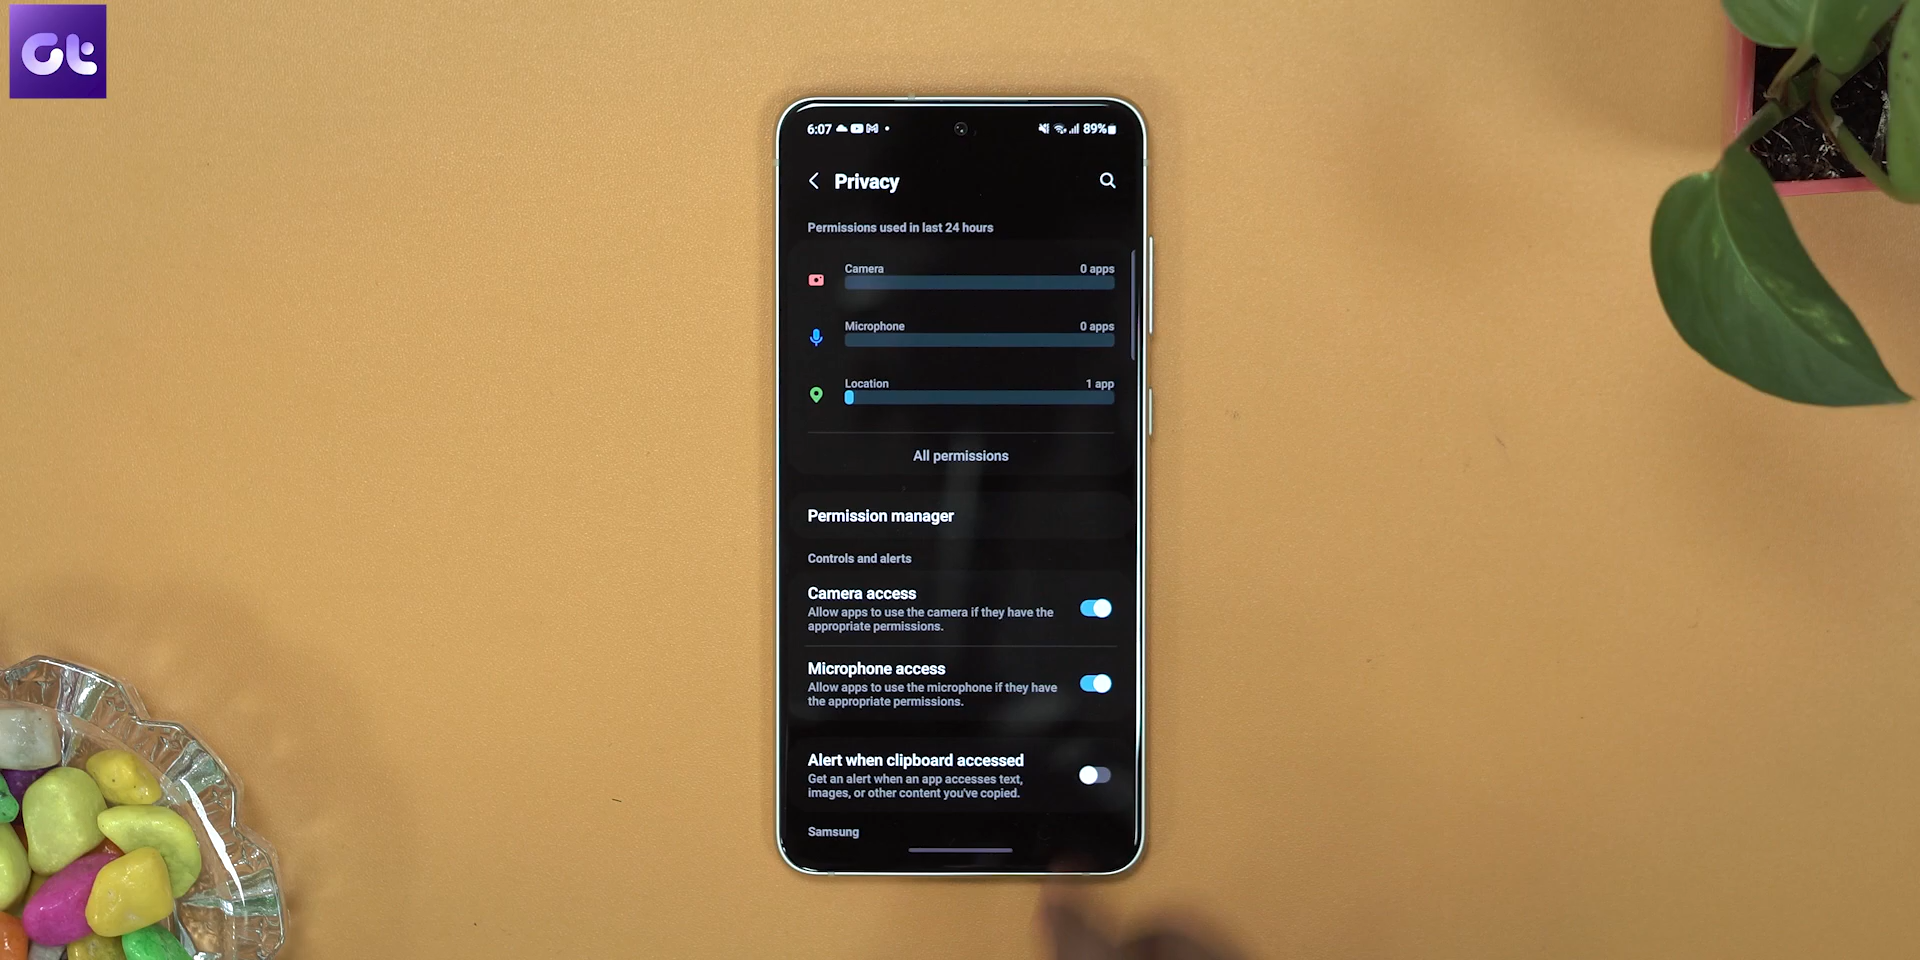 Gt
6:07 89%
Privacy
Permissions used in last 24 hours
Camera 0 apps
Microphone 0 apps
Location 1 app
All permissions
Permission manager
Controls and alerts
Camera access
Allow apps to use the camera if they have the
appropriate permissions.
Microphone access
Allow apps to use the microphone if they have
the appropriate permissions.
Alert when clipboard accessed
Get an alert when an app accesses text,
images, or other content you've copied.
Samsung